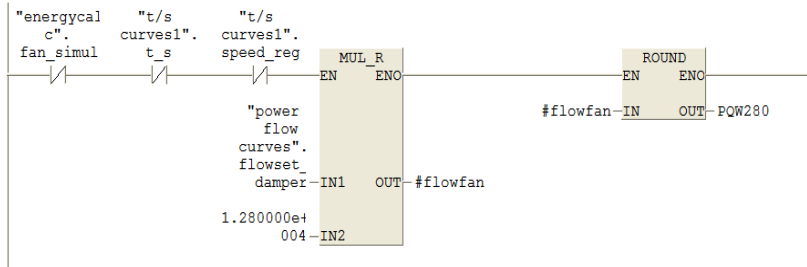 "energycal
c".
fan_simul
"t/s
curves1".
t_s
"t/s
curves1".
speed_reg
MUL_R
EN ENO
"power
flow
curves".
flowset_
damper IN1 OUT #flowfan
1.280000e+
004 IN2
ROUND
EN ENO
#flowfan IN OUT PQW280